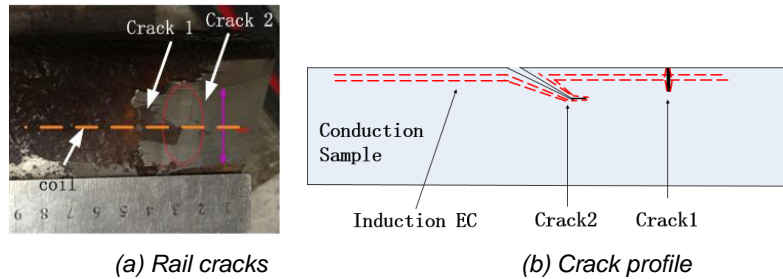 Crack 1
Crack 2
coil
9 8 7 6 5 4 3 2 1
Conduction
Sample
Induction EC
Crack2
Crack1
(a) Rail cracks
(b) Crack profile